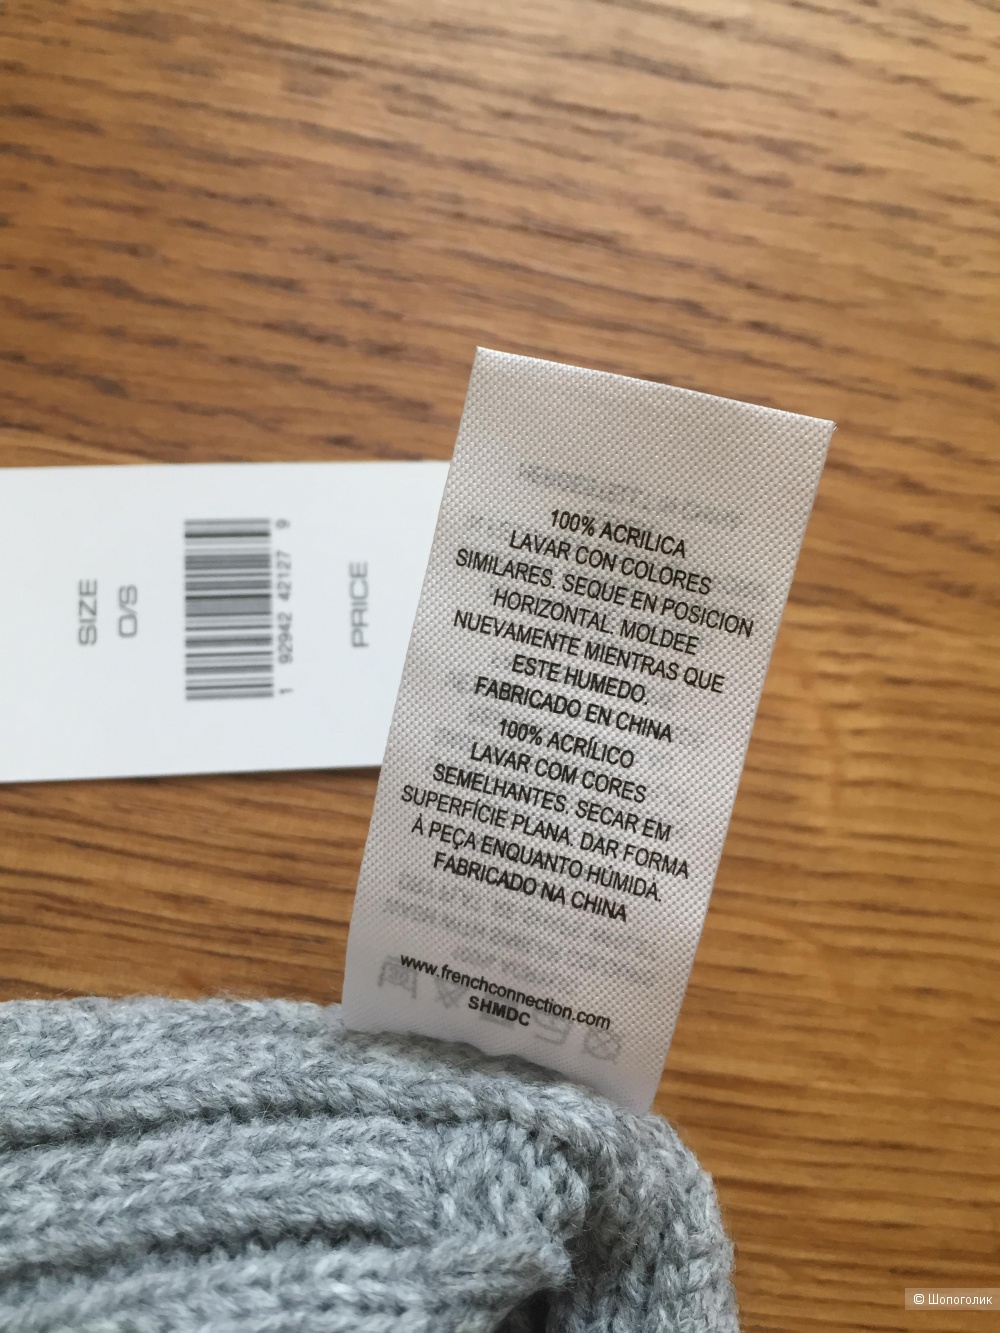 SIZE
O/S
1 92942 42127 9
PRICE
100% ACRILICA
LAVAR CON COLORES
SIMILARES. SEQUE EN POSICION
HORIZONTAL. MOLDEE
NUEVAMENTE MIENTRAS QUE
ESTE HUMEDO.
FABRICADO EN CHINA
100% ACRÍLICO
LAVAR COM CORES
SEMELHANTES. SECAR EM
SUPERFÍCIE PLANA. DAR FORMA
À PEÇA ENQUANTO HÚMIDA.
FABRICADO NA CHINA
www.frenchconnection.com
SHMDC
© Шопоголик